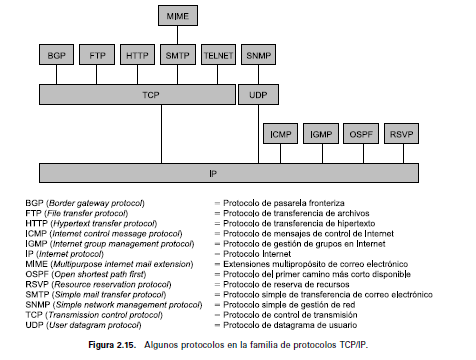 MIME
BGP FTP HTTP SMTP TELNET SNMP
TCP UDP
ICMP IGMP OSPF RSVP
IP
BGP (Border gateway protocol) = Protocolo de pasarela fronteriza
FTP (File transfer protocol) = Protocolo de transferencia de archivos
HTTP (Hypertext transfer protocol) = Protocolo de transferencia de hipertexto
ICMP (Internet control message protocol) = Protocolo de mensajes de control de Internet
IGMP (Internet group management protocol) = Protocolo de gestión de grupos en Internet
IP (Internet protocol) = Protocolo Internet
MIME (Multipurpose internet mail extension) = Extensiones multipropósito de correo electrónico
OSPF (Open shortest path first) = Protocolo del primer camino más corto disponible
RSVP (Resource reservation protocol) = Protocolo de reserva de recursos
SMTP (Simple mail transfer protocol) = Protocolo simple de transferencia de correo electrónico
SNMP (Simple network management protocol) = Protocolo simple de gestión de red
TCP (Transmission control protocol) = Protocolo de control de transmisión
UDP (User datagram protocol) = Protocolo de datagrama de usuario
Figura 2.15. Algunos protocolos en la familia de protocolos TCP/IP.